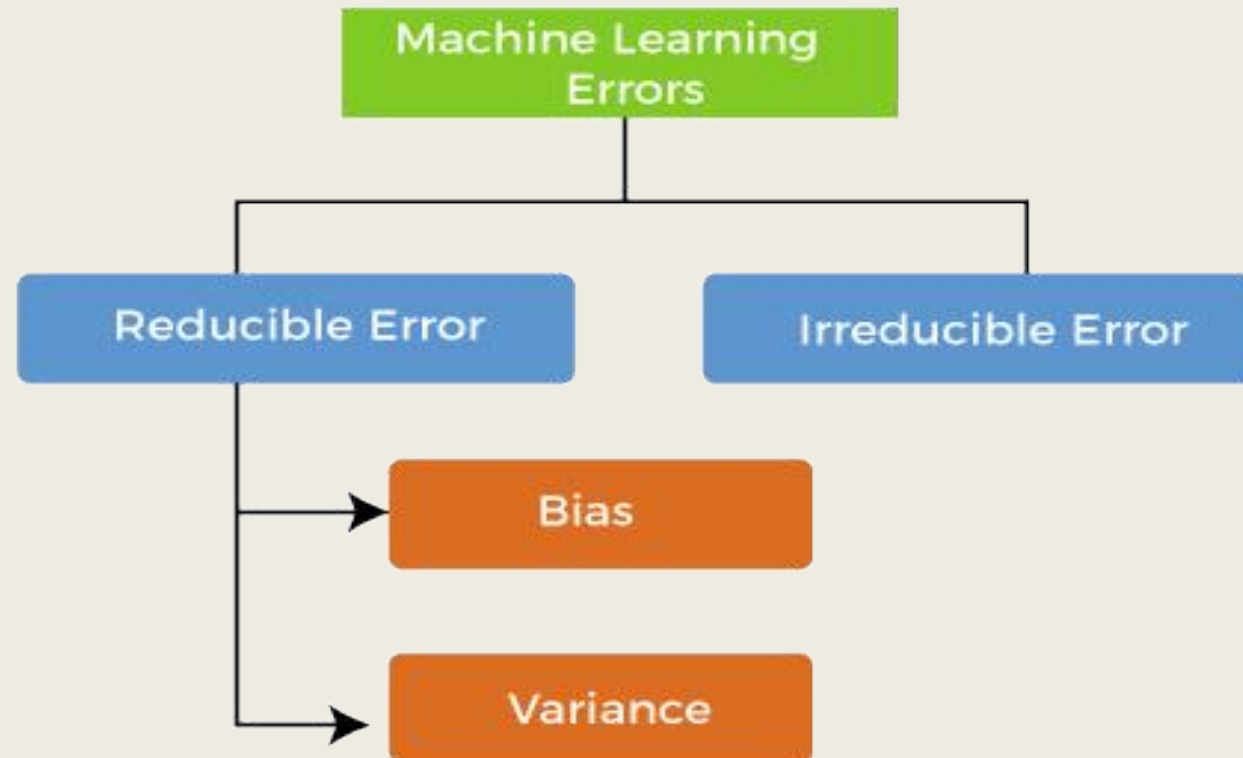 Machine Learning
Errors
Reducible Error
Irreducible Error
Bias
Variance